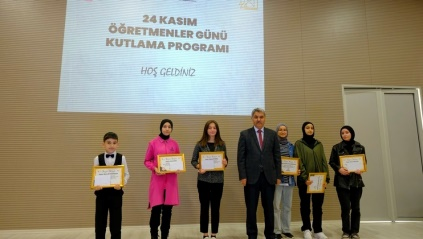 24 KASIM
ÖĞRETMENLER GÜNÜ
KUTLAMA PROGRAMI
HOŞ GELDİNİZ